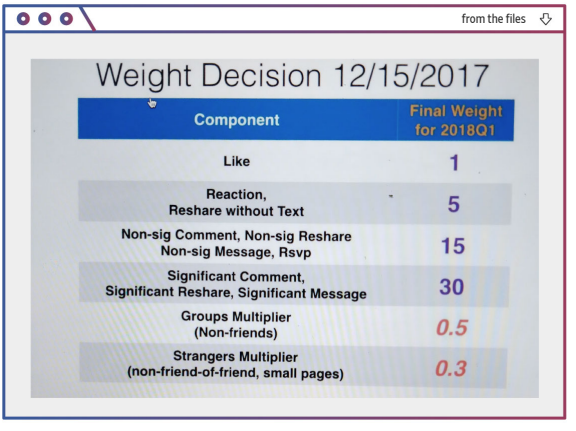 from the files
Weight Decision 12/15/2017
Component
Final Weight
for 2018Q1
Like
1
Reaction,
Reshare without Text
5
Non-sig Comment, Non-sig Reshare
Non-sig Message, Rsvp
15
Significant Comment,
Significant Reshare, Significant Message
30
Groups Multiplier
(Non-friends)
0.5
Strangers Multiplier
(non-friend-of-friend, small pages)
0.3